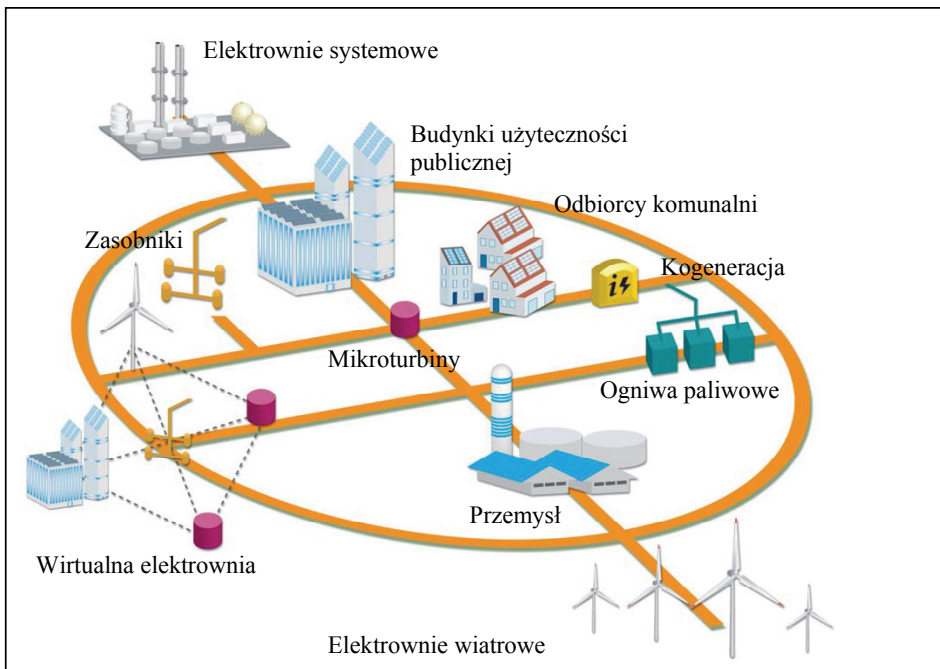 Elektrownie systemowe
Budynki użyteczności
publicznej
Odbiorcy komunalni
Zasobniki
Kogeneracja
i
Mikroturbiny
Ogniwa paliwowe
Przemysł
Wirtualna elektrownia
Elektrownie wiatrowe